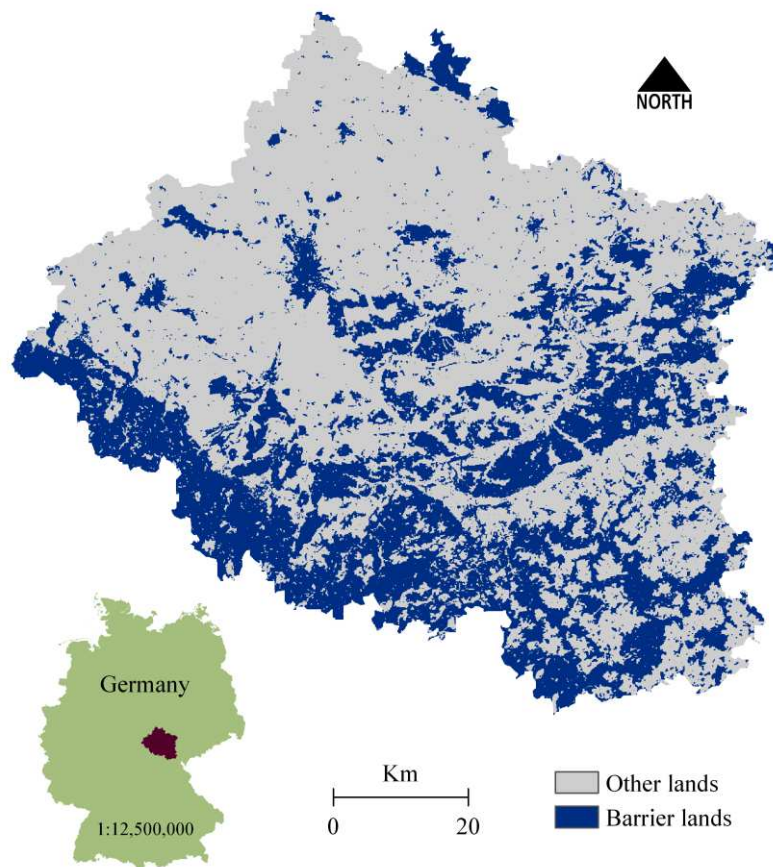 NORTH
Germany
1:12,500,000
Km
0 20
Other lands
Barrier lands